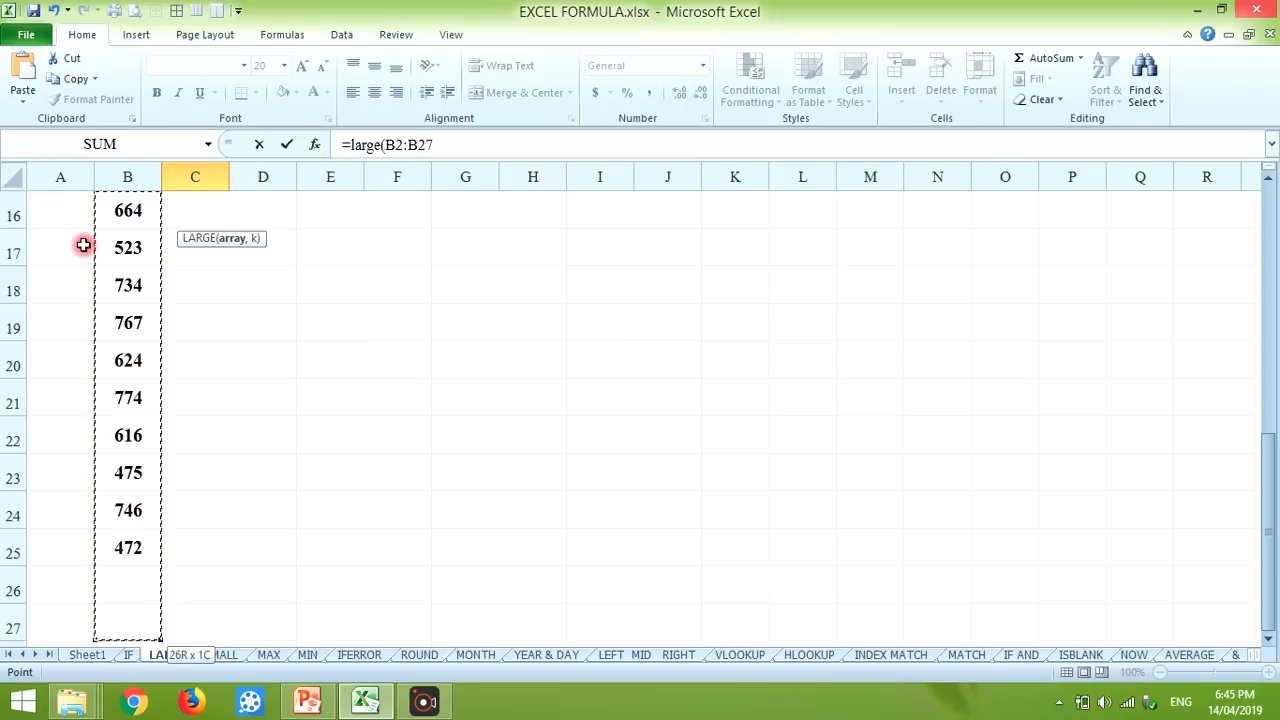 EXCEL FORMULA.xlsx - Microsoft Excel
File Home Insert Page Layout Formulas Data Review View
Paste Cut Copy Format Painter Clipboard
20 A A B I U A Font
Wrap Text Merge & Center Alignment
General $ % , Number
Conditional Formatting Format as Table Cell Styles Styles
Insert Delete Format Cells
Σ AutoSum Fill Clear Sort & Filter Find & Select Editing
SUM fx =large(B2:B27
A B C D E F G H I J K L M N O P Q R
16 664
LARGE(array, k)
17 523
18 734
19 767
20 624
21 774
22 616
23 475
24 746
25 472
26
27
Sheet1 IF LAR 26R x 1C MALL MAX MIN IFERROR ROUND MONTH YEAR & DAY LEFT MID RIGHT VLOOKUP HLOOKUP INDEX MATCH MATCH IF AND ISBLANK NOW AVERAGE &
Point 100%
ENG 6:45 PM
14/04/2019